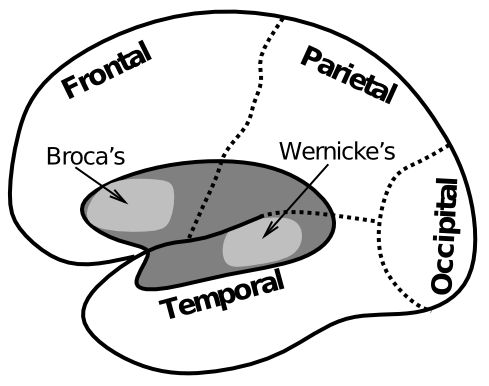 Frontal
Parietal
Broca's
Wernicke's
Occipital
Temporal